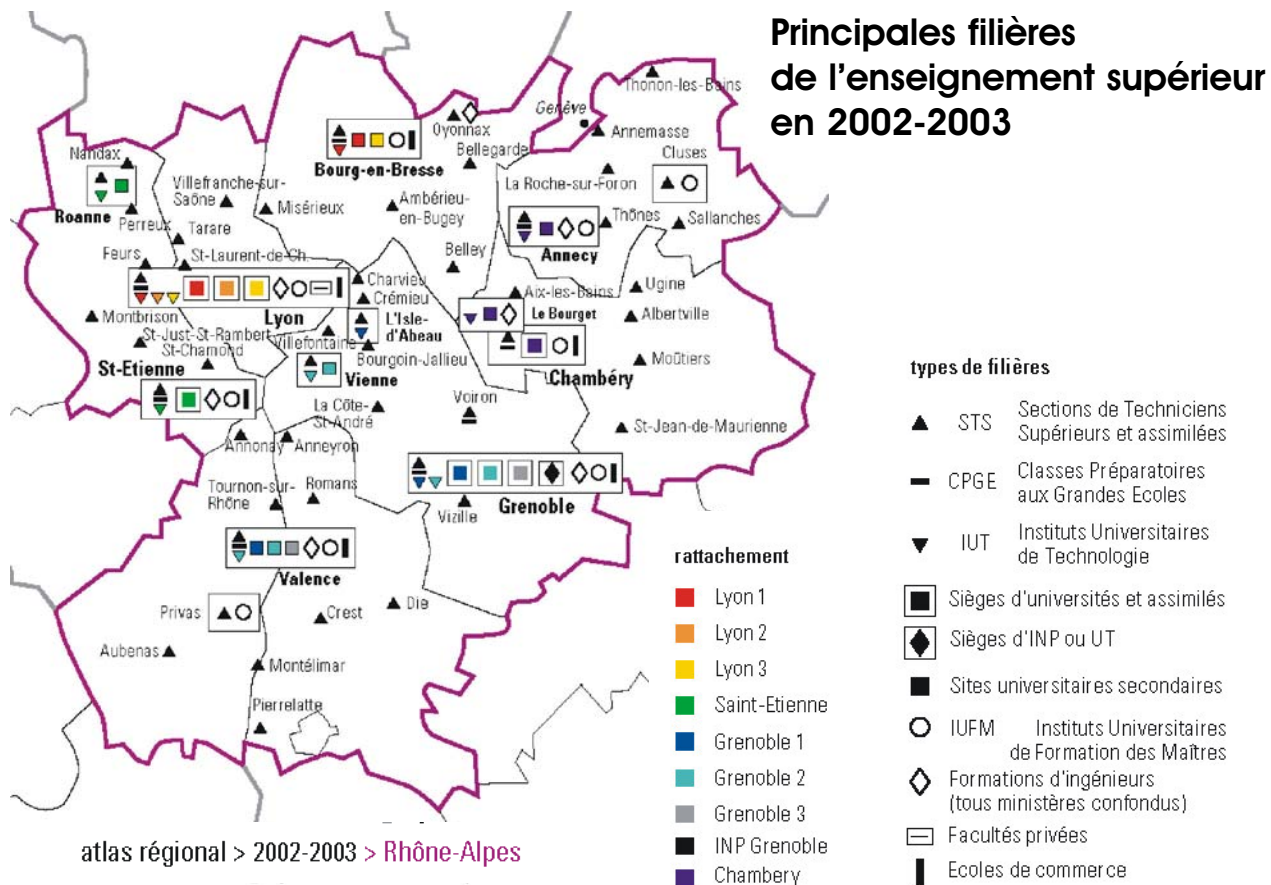 Principales filières
de l'enseignement supérieur
en 2002-2003
Thonon-les-Bains
Genève
Annemasse
Oyonnax
Bellegarde
Cluses
Bourg-en-Bresse
Nandax
Villefranche-sur-
Saône
Misérieux
Ambérieu-
en-Bugey
La Roche-sur-Foron
Thônes
Sallanches
Roanne
Perreux
Tarare
Annecy
Feurs
St-Laurent-de-Ch.
Belley
Charvieu
Crémieu
Aix-les-Bains
Ugine
Montbrison
Lyon
L'Isle-
d'Abeau
Le Bourget
Albertville
St-Just-St-Rambert
St-Chamond
Villefontaine
Bourgoin-Jallieu
Moûtiers
St-Etienne
Vienne
Chambéry
La Côte-
St-André
Voiron
St-Jean-de-Maurienne
Annonay
Anneyron
Tournon-sur-
Rhône
Romans
Vizille
Grenoble
Valence
Privas
Crest
Die
Aubenas
Montélimar
Pierrelatte
atlas régional > 2002-2003 > Rhône-Alpes
rattachement
Lyon 1
Lyon 2
Lyon 3
Saint-Etienne
Grenoble 1
Grenoble 2
Grenoble 3
INP Grenoble
Chambery
types de filières
STS Sections de Techniciens
Supérieurs et assimilées
CPGE Classes Préparatoires
aux Grandes Ecoles
IUT Instituts Universitaires
de Technologie
Sièges d'universités et assimilés
Sièges d'INP ou UT
Sites universitaires secondaires
IUFM Instituts Universitaires
de Formation des Maîtres
Formations d'ingénieurs
(tous ministères confondus)
Facultés privées
Ecoles de commerce